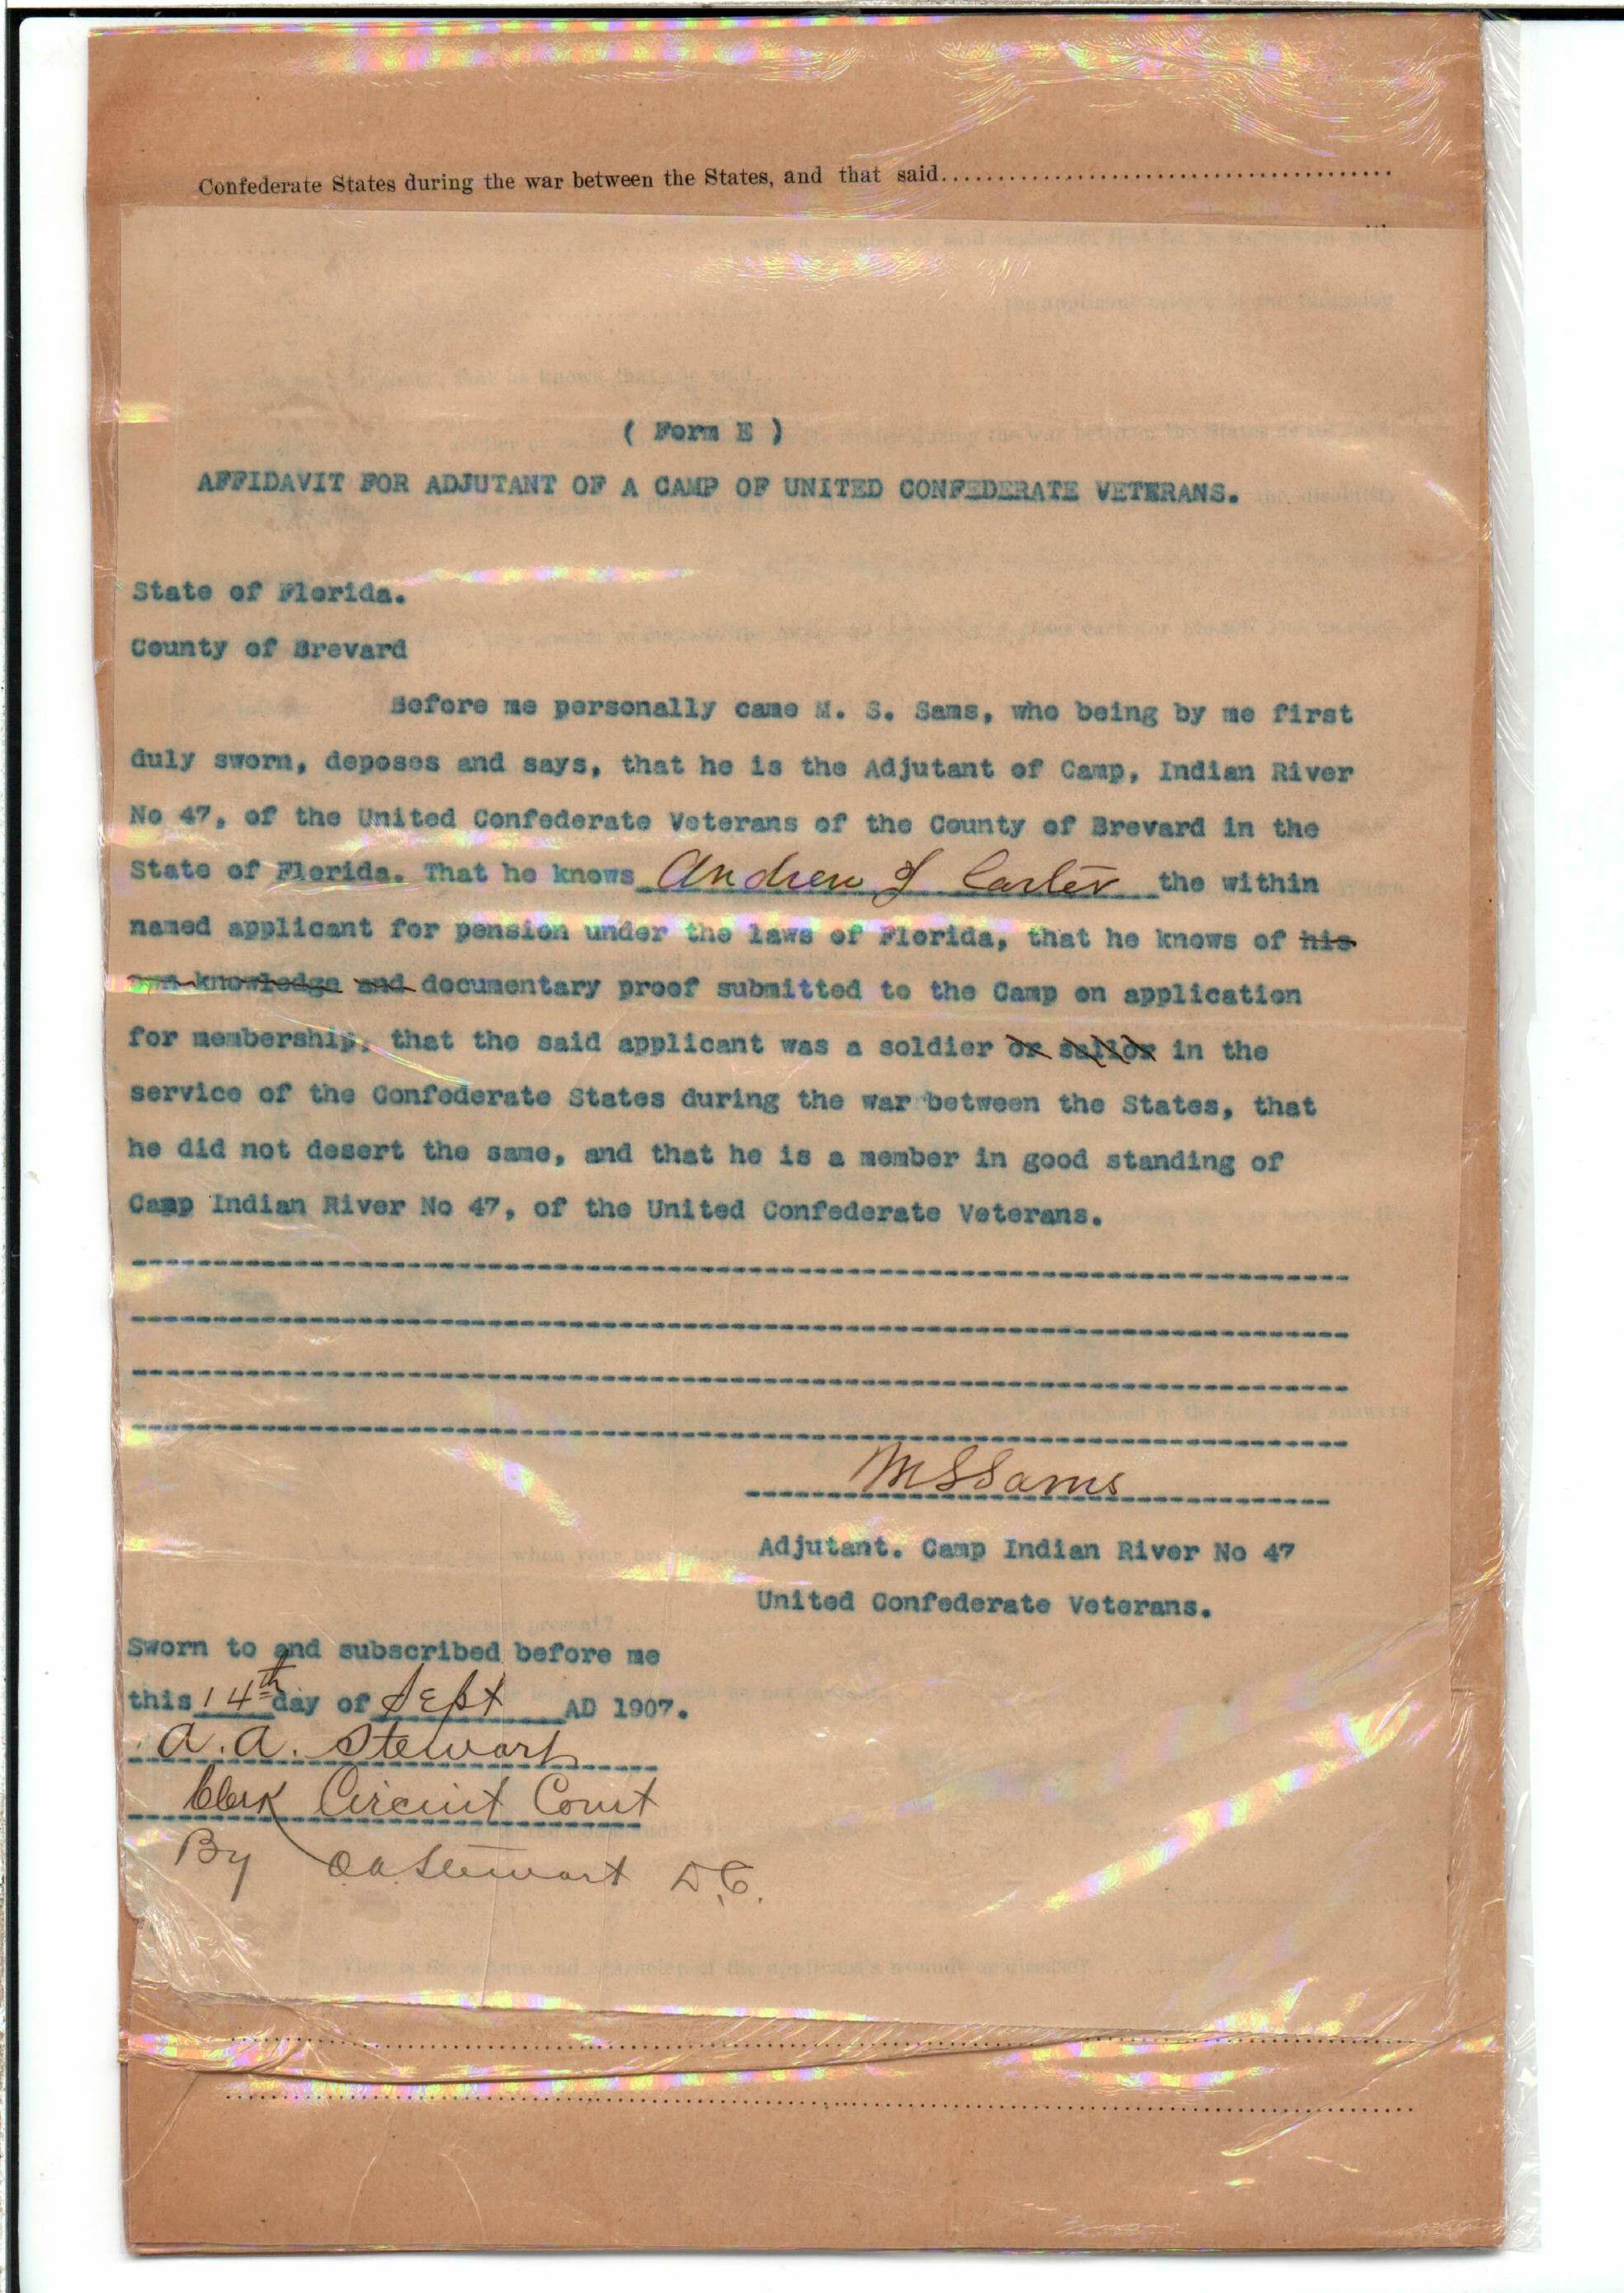 Confederate States during the war between the States, and that said........................................
( Form E )
AFFIDAVIT FOR ADJUTANT OF A CAMP OF UNITED CONFEDERATE VETERANS.
State of Florida.
County of Brevard
Before me personally came M. S. Sams, who being by me first
duly sworn, deposes and says, that he is the Adjutant of Camp, Indian River
No 47, of the United Confederate Veterans of the County of Brevard in the
State of Florida. That he knows Andrew J Carter the within
named applicant for pension under the laws of Florida, that he knows of his
own knowledge and documentary proof submitted to the Camp on application
for membership, that the said applicant was a soldier or sailor in the
service of the Confederate States during the war between the States, that
he did not desert the same, and that he is a member in good standing of
Camp Indian River No 47, of the United Confederate Veterans.
M S Sams
Adjutant. Camp Indian River No 47
United Confederate Veterans.
Sworn to and subscribed before me
this 14th day of Sept AD 1907.
A. A. Stewart
Clerk Circuit Court
By O A Stewart D.C.